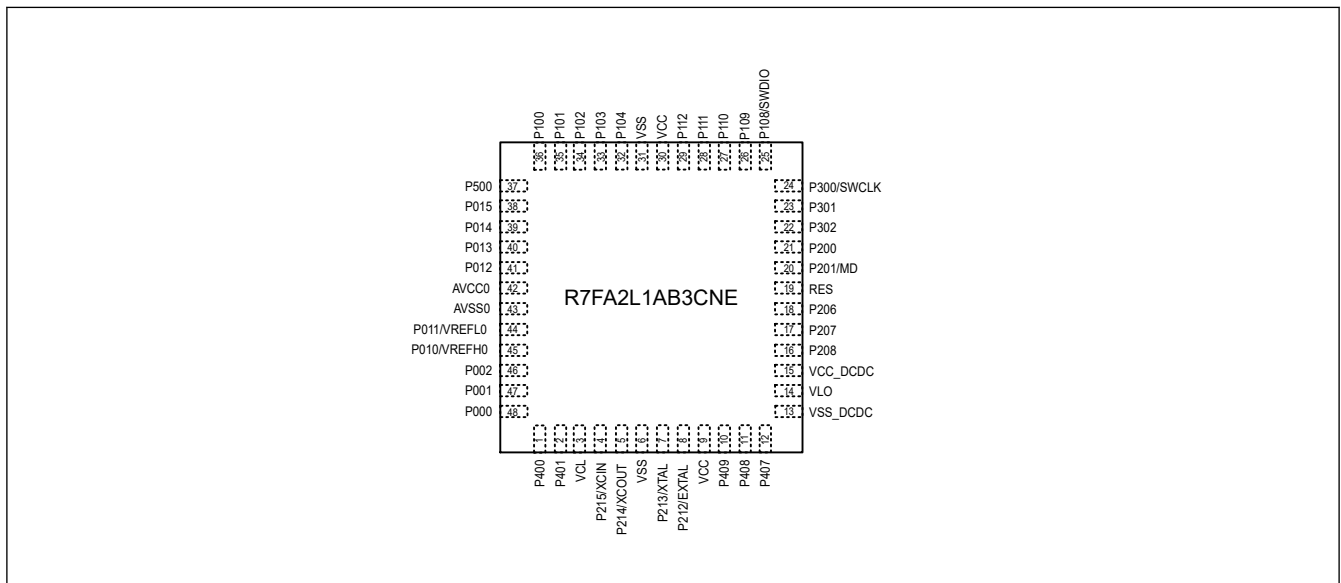 P100
P101
P102
P103
P104
VSS
VCC
P112
P111
P110
P109
P108/SWDIO
36
35
34
33
32
31
30
29
28
27
26
25
P500 37
P015 38
P014 39
P013 40
P012 41
AVCC0 42
AVSS0 43
P011/VREFL0 44
P010/VREFH0 45
P002 46
P001 47
P000 48
R7FA2L1AB3CNE
24 P300/SWCLK
23 P301
22 P302
21 P200
20 P201/MD
19 RES
18 P206
17 P207
16 P208
15 VCC_DCDC
14 VLO
13 VSS_DCDC
1
2
3
4
5
6
7
8
9
10
11
12
P400
P401
VCL
P215/XCIN
P214/XCOUT
VSS
P213/XTAL
P212/EXTAL
VCC
P409
P408
P407